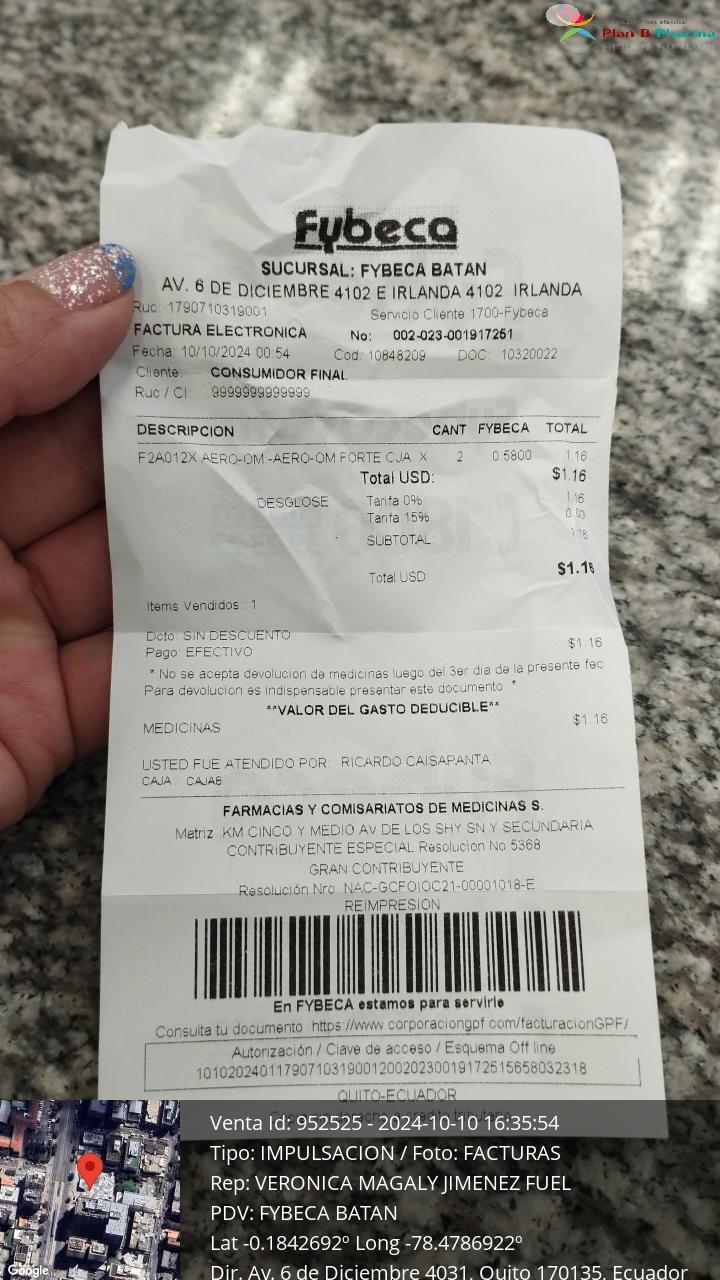 Plan B Pharma
Fybeca
SUCURSAL: FYBECA BATAN
AV. 6 DE DICIEMBRE 4102 E IRLANDA 4102 IRLANDA
Ruc: 1790710319001 Servicio Cliente 1700-Fybeca
FACTURA ELECTRONICA No: 002-023-001917251
Fecha: 10/10/2024 00:54 Cod: 10848209 DOC: 10320022
Cliente: CONSUMIDOR FINAL
Ruc / CI: 9999999999999
DESCRIPCION CANT FYBECA TOTAL
F2A012X AERO-OM -AERO-OM FORTE CJA. X 2 0.5800 1.16
Total USD: $1.16
DESGLOSE Tarifa 0% 1.16
Tarifa 15% 0.00
SUBTOTAL: 1.16
Total USD: $1.16
Items Vendidos : 1
Dcto: SIN DESCUENTO
Pago: EFECTIVO $1.16
* No se acepta devolucion de medicinas luego del 3er dia de la presente fec
Para devolucion es indispensable presentar este documento *
**VALOR DEL GASTO DEDUCIBLE**
MEDICINAS $1.16
USTED FUE ATENDIDO POR: RICARDO CAISAPANTA
CAJA : CAJA8
FARMACIAS Y COMISARIATOS DE MEDICINAS S.
Matriz KM CINCO Y MEDIO AV DE LOS SHY SN Y SECUNDARIA
CONTRIBUYENTE ESPECIAL Resolucion No 5368
GRAN CONTRIBUYENTE
Resolución Nro. NAC-GCFOIOC21-00001018-E
REIMPRESION
En FYBECA estamos para servirle
Consulta tu documento https://www.corporaciongpf.com/facturacionGPF/
Autorización / Clave de acceso / Esquema Off line
1010202401179071031900120020230019172515658032318
QUITO-ECUADOR
Venta Id: 952525 - 2024-10-10 16:35:54
Tipo: IMPULSACION / Foto: FACTURAS
Rep: VERONICA MAGALY JIMENEZ FUEL
PDV: FYBECA BATAN
Lat -0.1842692º Long -78.4786922º
Dir. Av. 6 de Diciembre 4031, Quito 170135, Ecuador
Google